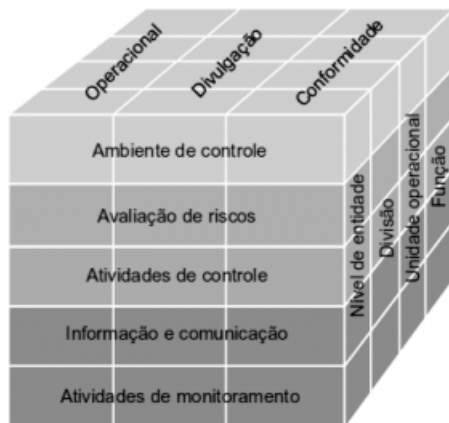 Operacional
Divulgação
Conformidade
Ambiente de controle
Avaliação de riscos
Atividades de controle
Informação e comunicação
Atividades de monitoramento
Nível de entidade
Divisão
Unidade operacional
Função